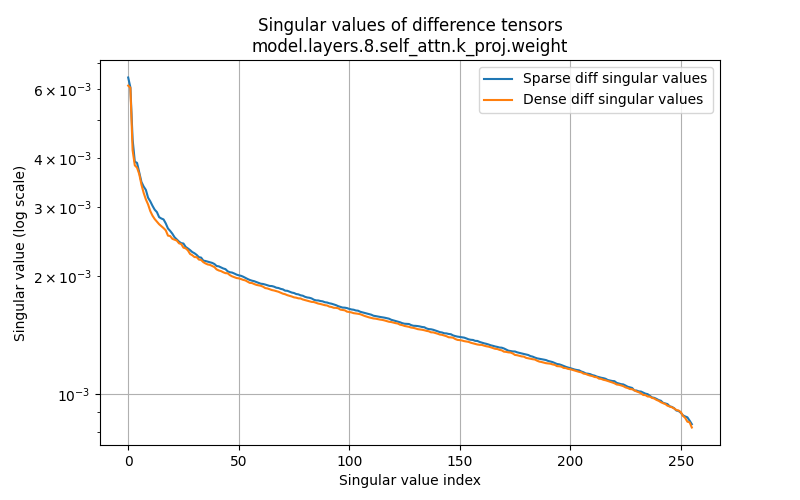 Singular values of difference tensors
model.layers.8.self_attn.k_proj.weight
Sparse diff singular values
Dense diff singular values
Singular value (log scale)
6 × 10⁻³
4 × 10⁻³
3 × 10⁻³
2 × 10⁻³
10⁻³
0 50 100 150 200 250
Singular value index